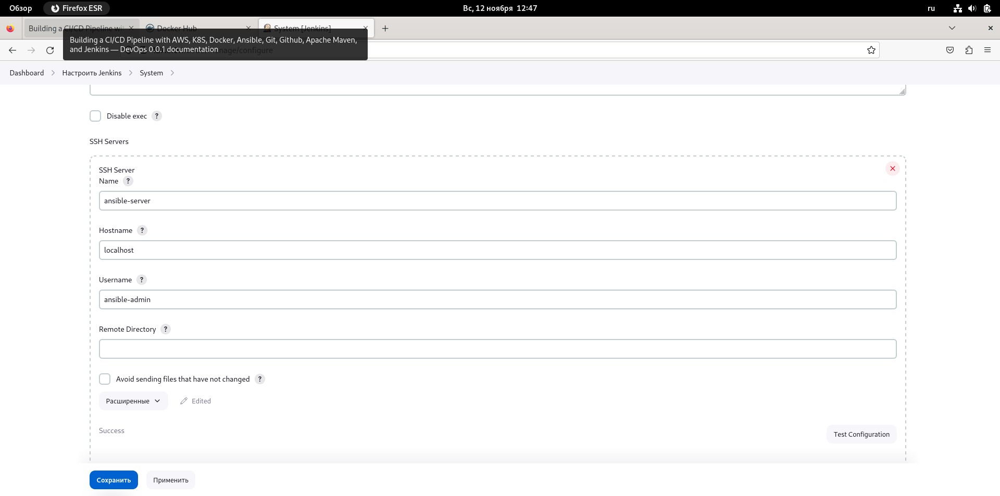 Обзор
Firefox ESR
Вс, 12 ноября 12:47
ru
Building a CI/CD Pipeline wit
Docker Hub
System [Jenkins]
Building a CI/CD Pipeline with AWS, K8S, Docker, Ansible, Git, Github, Apache Maven,
and Jenkins — DevOps 0.0.1 documentation
nage/configure
Dashboard
Настроить Jenkins
System
Disable exec ?
SSH Servers
SSH Server
Name ?
ansible-server
Hostname ?
localhost
Username ?
ansible-admin
Remote Directory ?
Avoid sending files that have not changed ?
Расширенные
Edited
Success
Test Configuration
Сохранить
Применить